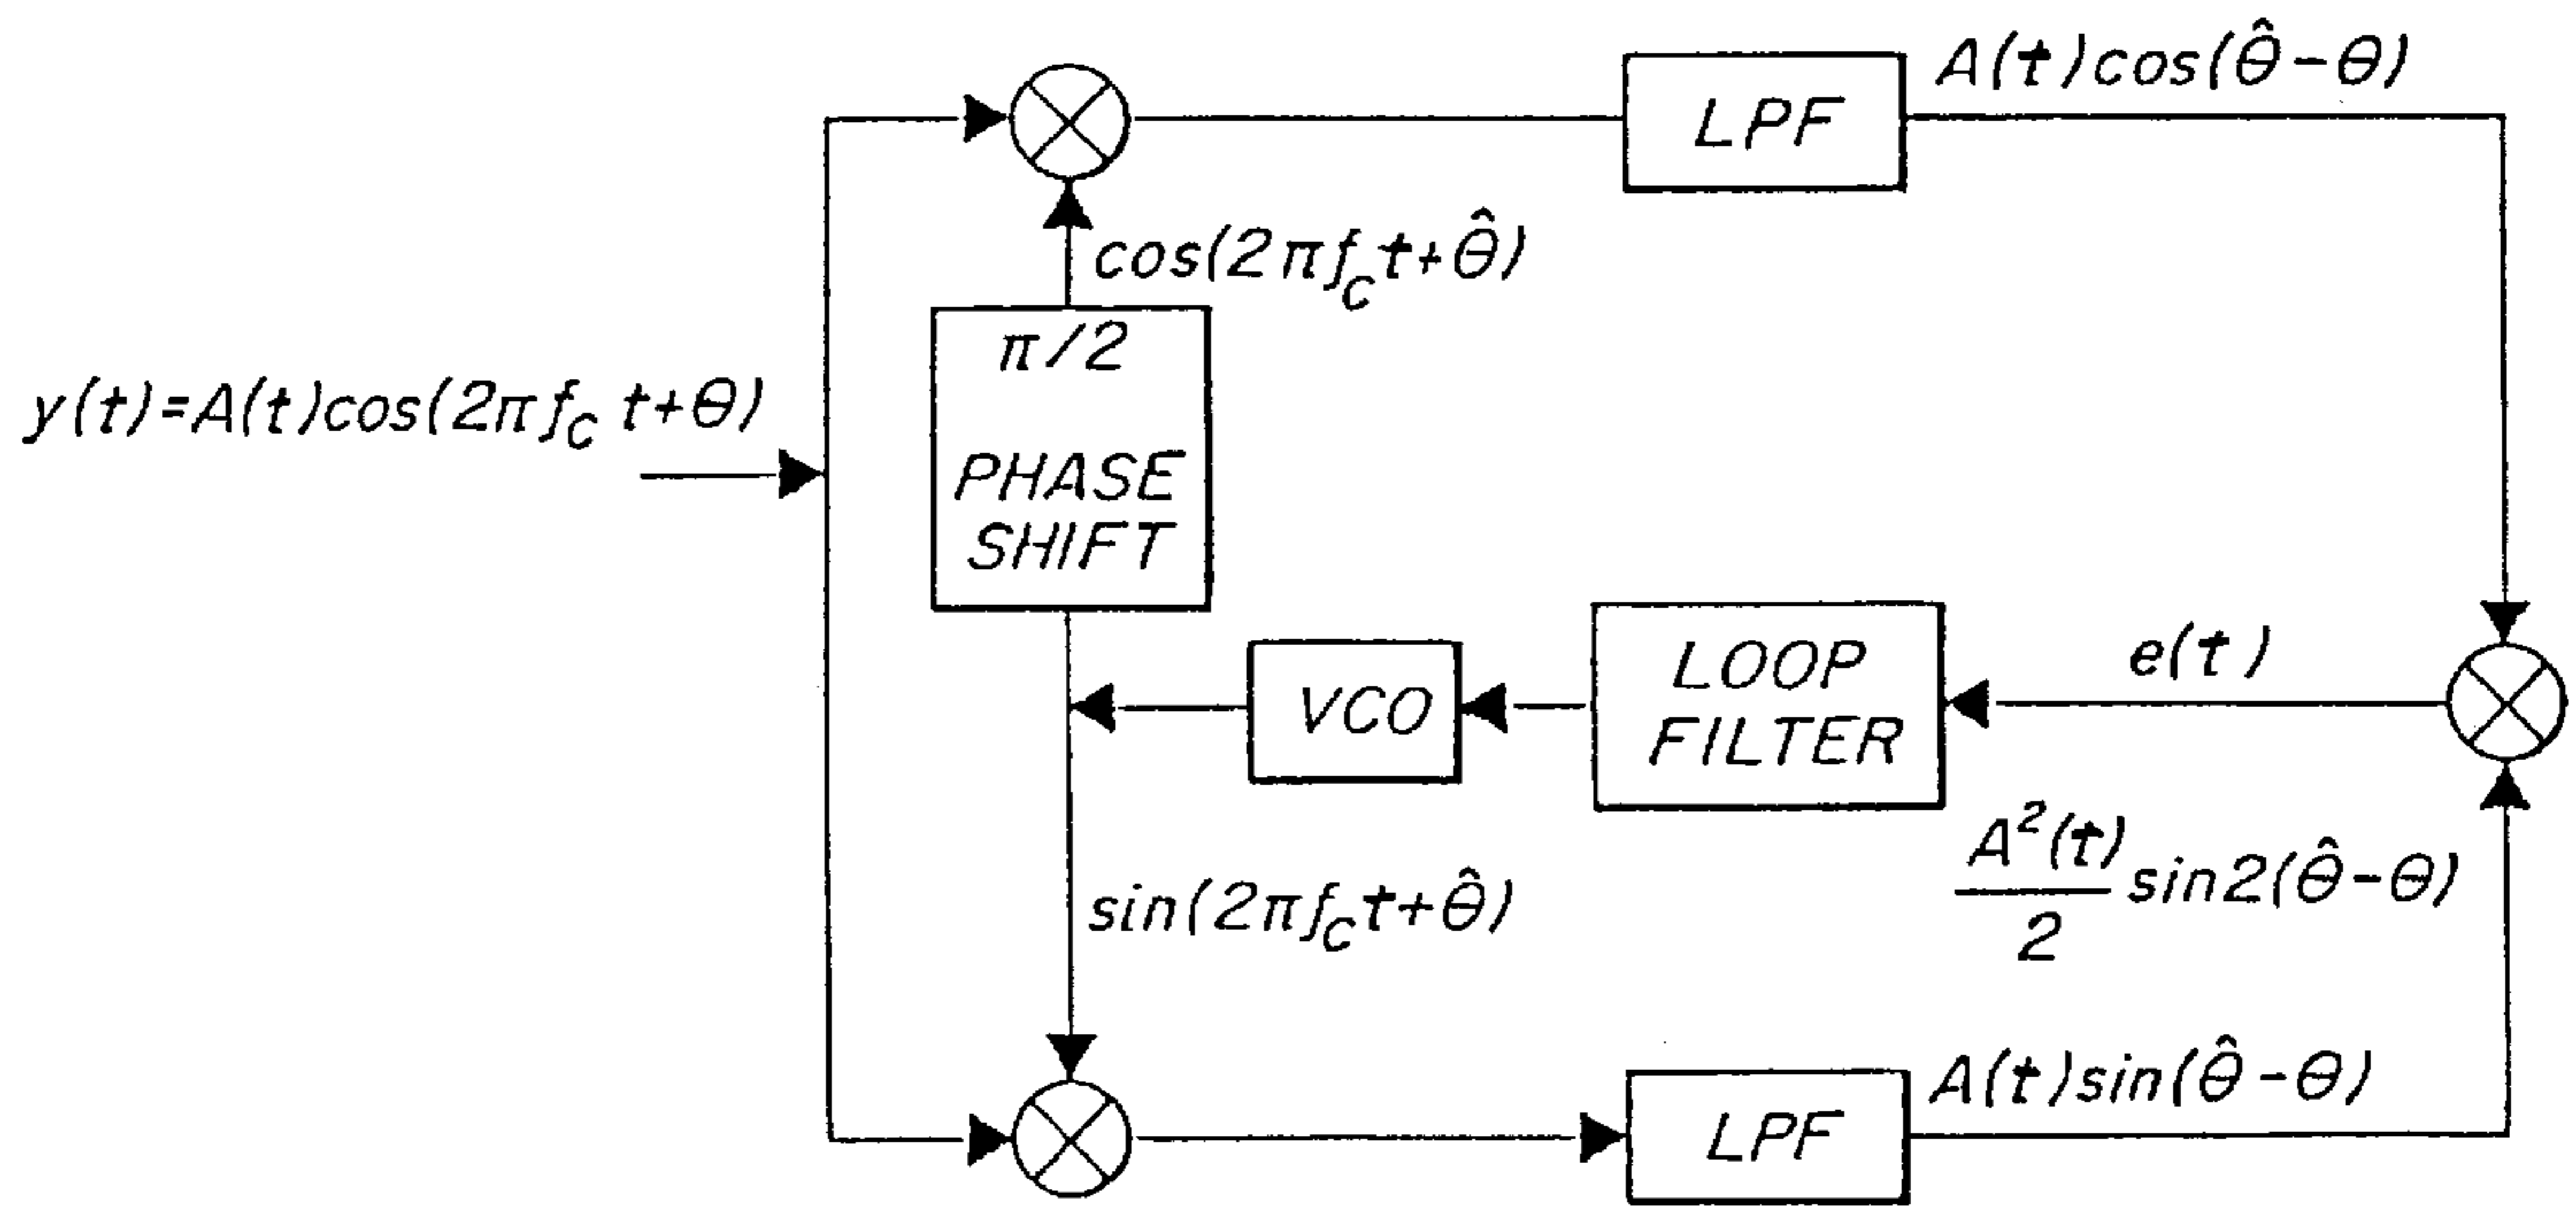 A(t)cos(θ̂-θ)
LPF
cos(2πf_c t+θ̂)
π/2
PHASE
SHIFT
y(t)=A(t)cos(2πf_c t+θ)
e(t)
LOOP
FILTER
VCO
A²(t)/2 sin2(θ̂-θ)
sin(2πf_c t+θ̂)
A(t)sin(θ̂-θ)
LPF